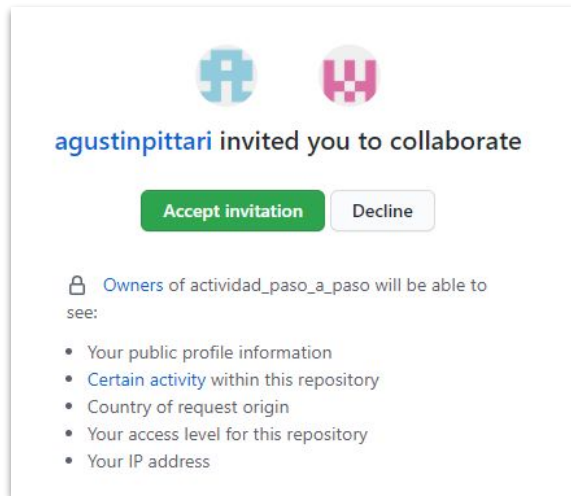 agustinpittari invited you to collaborate
Accept invitation Decline
Owners of actividad_paso_a_paso will be able to
see:
Your public profile information
Certain activity within this repository
Country of request origin
Your access level for this repository
Your IP address